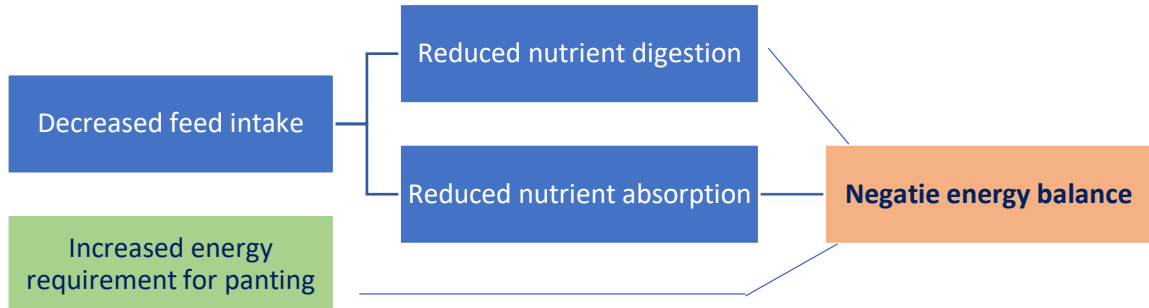 Reduced nutrient digestion
Decreased feed intake
Reduced nutrient absorption
Negatie energy balance
Increased energy
requirement for panting